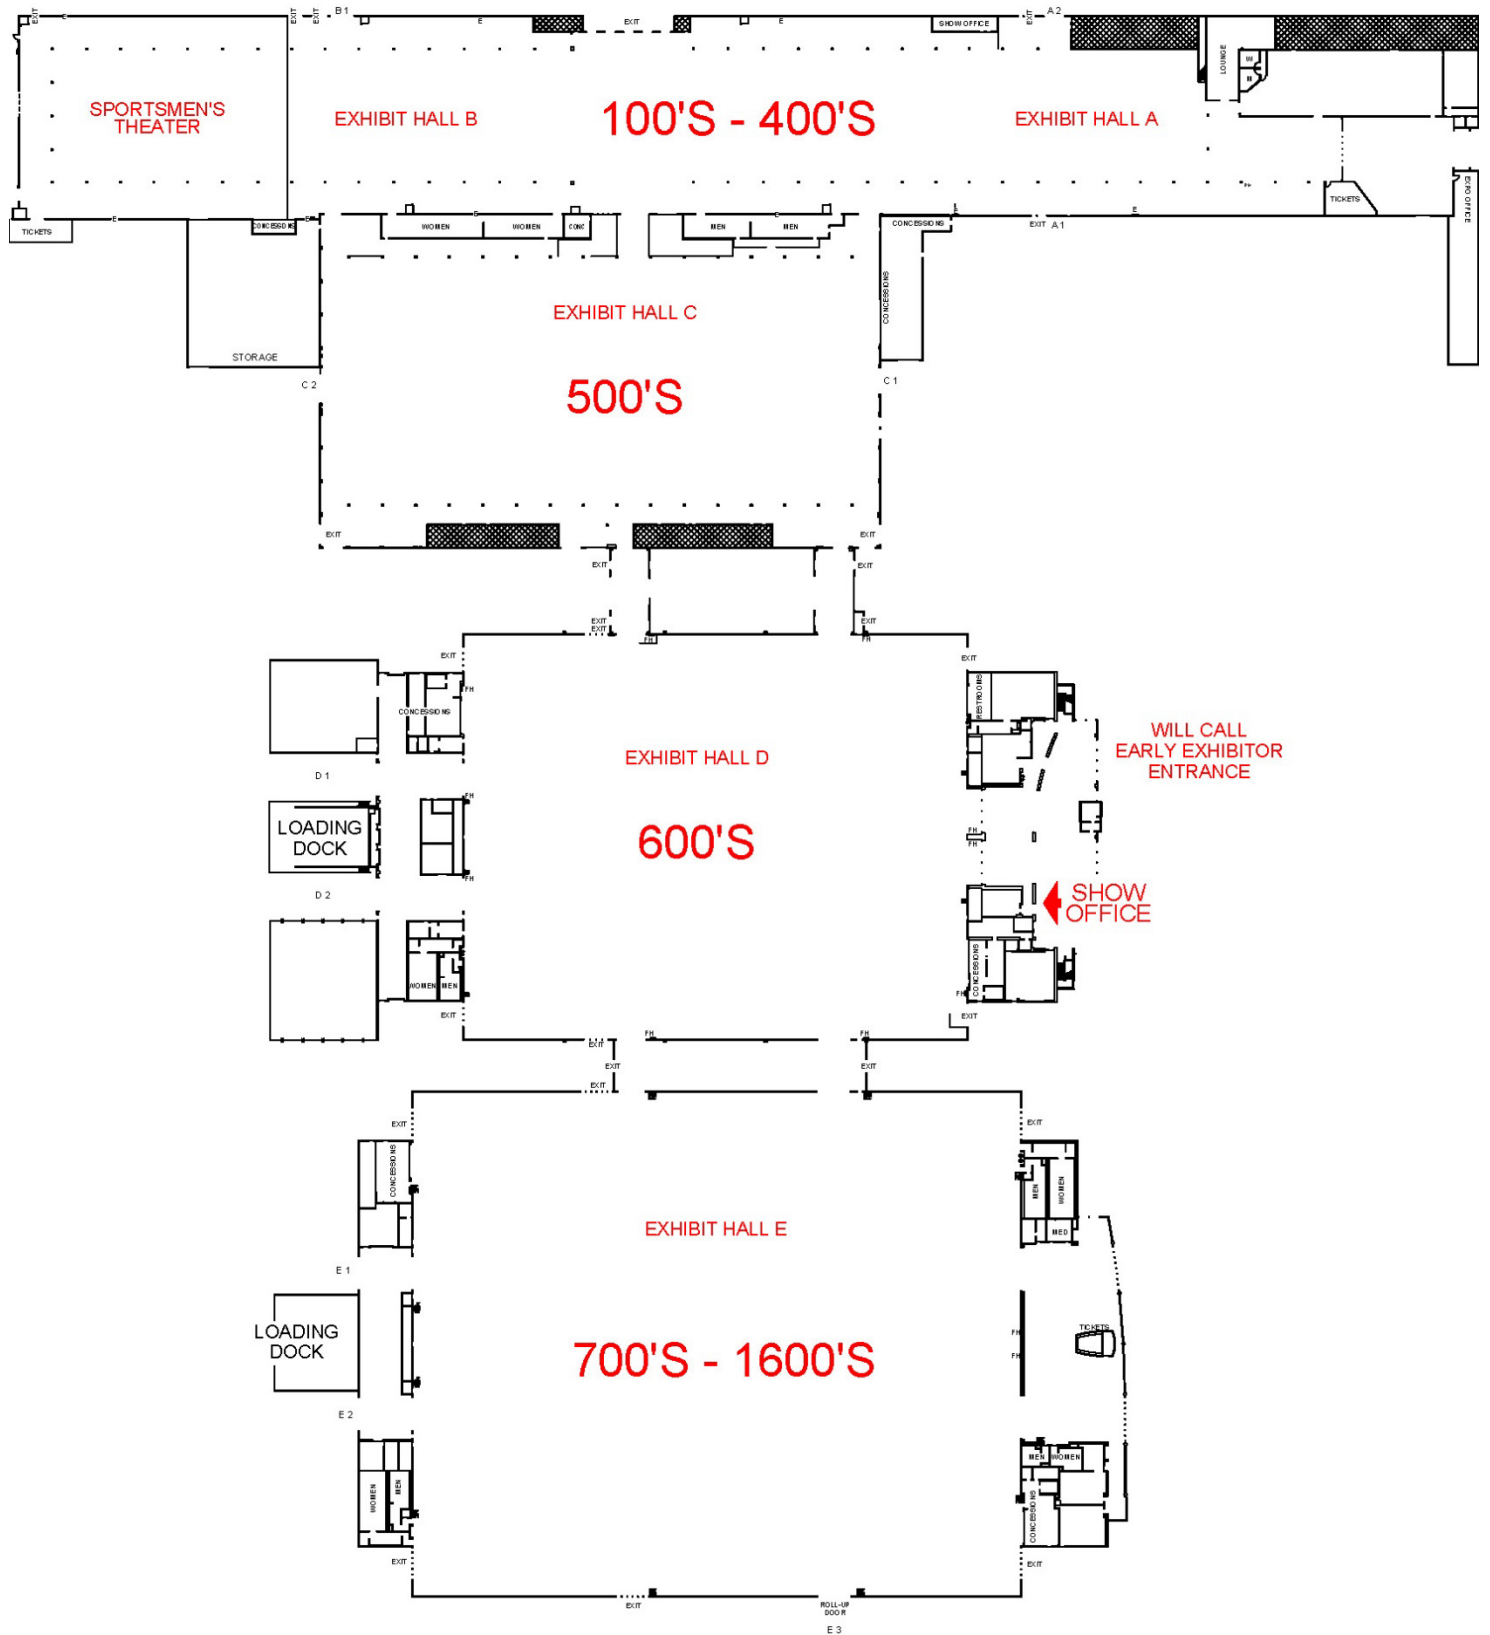 EXIT
B 1
EXIT
EXIT
E
E
EXIT
E
SHOW OFFICE
EXIT
A 2
LOUNGE
W
M
SPORTSMEN'S
THEATER
EXHIBIT HALL B
100'S - 400'S
EXHIBIT HALL A
TICKETS
E
CONCESSIONS
E
E
WOMEN
WOMEN
CONC
E
MEN
MEN
CONCESSIONS
EXIT
A 1
E
TICKETS
EXPO OFFICE
CONCESSIONS
EXHIBIT HALL C
STORAGE
C 2
500'S
C 1
EXIT
EXIT
EXIT
EXIT
EXIT
EXIT
EXIT
FH
FH
EXIT
EXIT
FH
CONCESSIONS
RESTROOMS
WILL CALL
EARLY EXHIBITOR
ENTRANCE
EXHIBIT HALL D
D 1
FH
LOADING
DOCK
600'S
FH
FH
FH
D 2
SHOW
OFFICE
WOMEN
MEN
CONCESSIONS
FH
EXIT
EXIT
FH
FH
EXIT
EXIT
EXIT
EXIT
EXIT
EXIT
CONCESSIONS
MEN
WOMEN
MED
EXHIBIT HALL E
E 1
LOADING
DOCK
700'S - 1600'S
TICKETS
FH
FH
E 2
WOMEN
MEN
MEN
WOMEN
CONCESSIONS
EXIT
EXIT
EXIT
ROLL-UP
DOOR
E 3